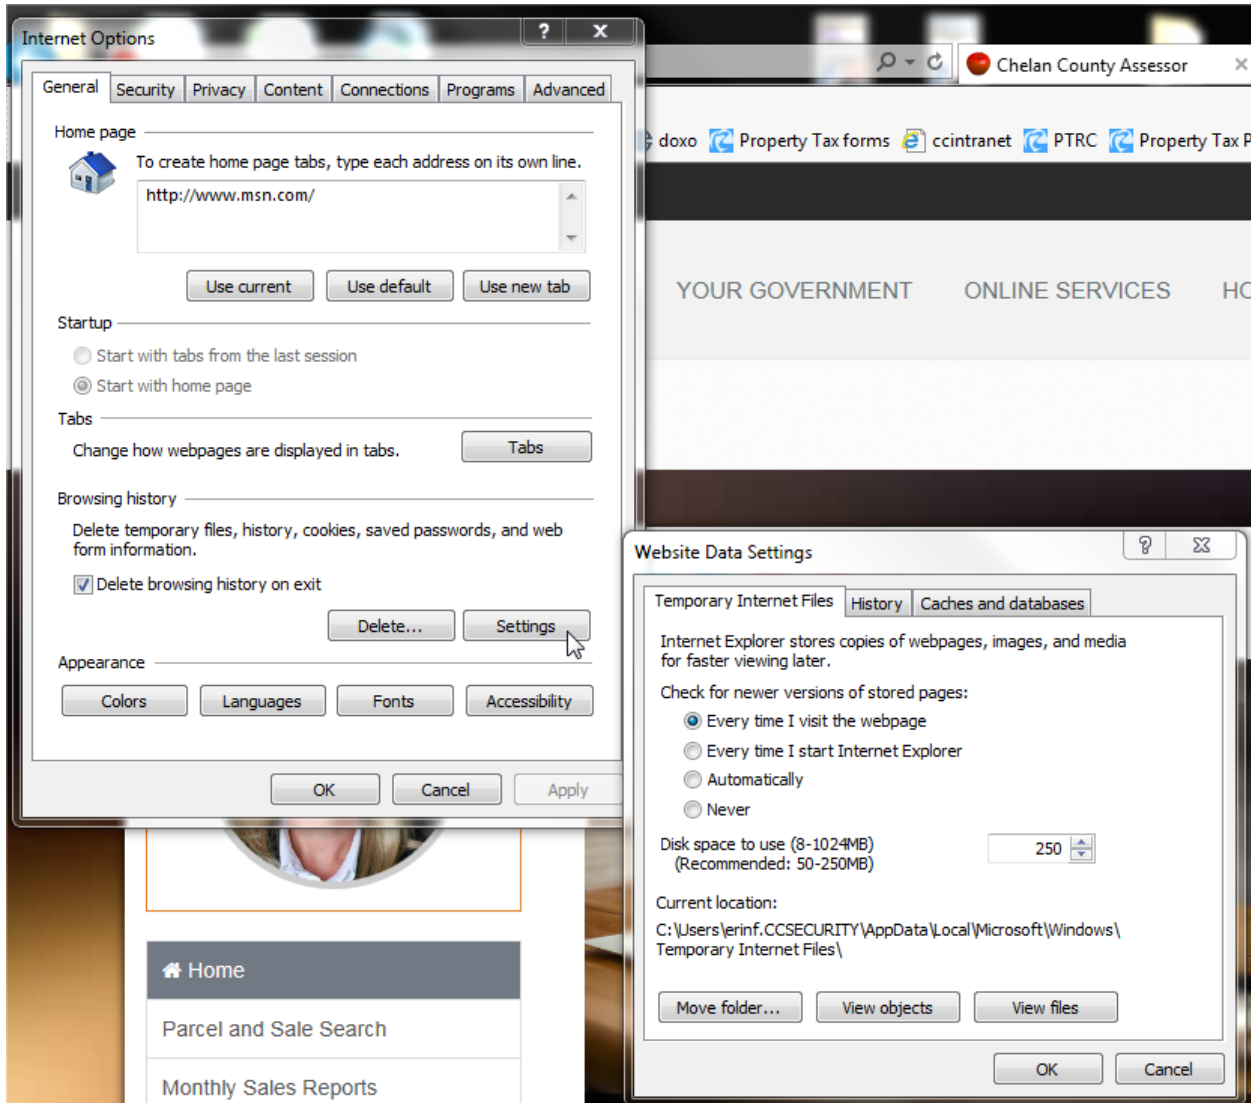 Internet Options
?
x
General Security Privacy Content Connections Programs Advanced
Home page
To create home page tabs, type each address on its own line.
http://www.msn.com/
Use current Use default Use new tab
Startup
Start with tabs from the last session
Start with home page
Tabs
Change how webpages are displayed in tabs.
Tabs
Browsing history
Delete temporary files, history, cookies, saved passwords, and web
form information.
Delete browsing history on exit
Delete... Settings
Appearance
Colors Languages Fonts Accessibility
OK Cancel Apply
Chelan County Assessor
doxo Property Tax forms ccintranet PTRC Property Tax P
YOUR GOVERNMENT ONLINE SERVICES HO
Website Data Settings
?
Temporary Internet Files History Caches and databases
Internet Explorer stores copies of webpages, images, and media
for faster viewing later.
Check for newer versions of stored pages:
Every time I visit the webpage
Every time I start Internet Explorer
Automatically
Never
Disk space to use (8-1024MB)
(Recommended: 50-250MB)
250
Current location:
C:\Users\erinf.CCSECURITY\AppData\Local\Microsoft\Windows\
Temporary Internet Files\
Move folder... View objects View files
OK Cancel
Home
Parcel and Sale Search
Monthly Sales Reports